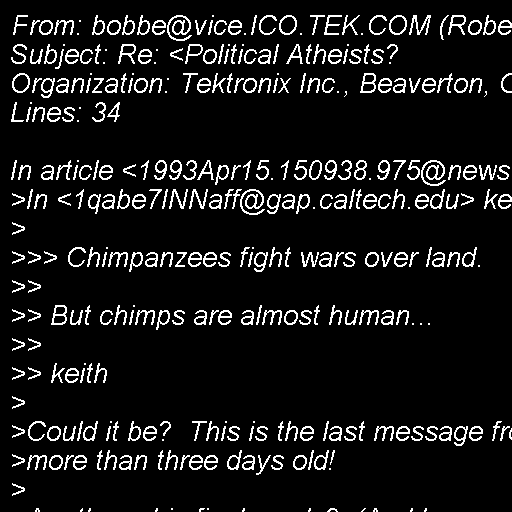 From: bobbe@vice.ICO.TEK.COM (Robe
Subject: Re: <Political Atheists?
Organization: Tektronix Inc., Beaverton, O
Lines: 34

In article <1993Apr15.150938.975@news
>In <1qabe7INNaff@gap.caltech.edu> ke
>
>>> Chimpanzees fight wars over land.
>>
>> But chimps are almost human...
>>
>> keith
>
>Could it be?  This is the last message fro
>more than three days old!
>